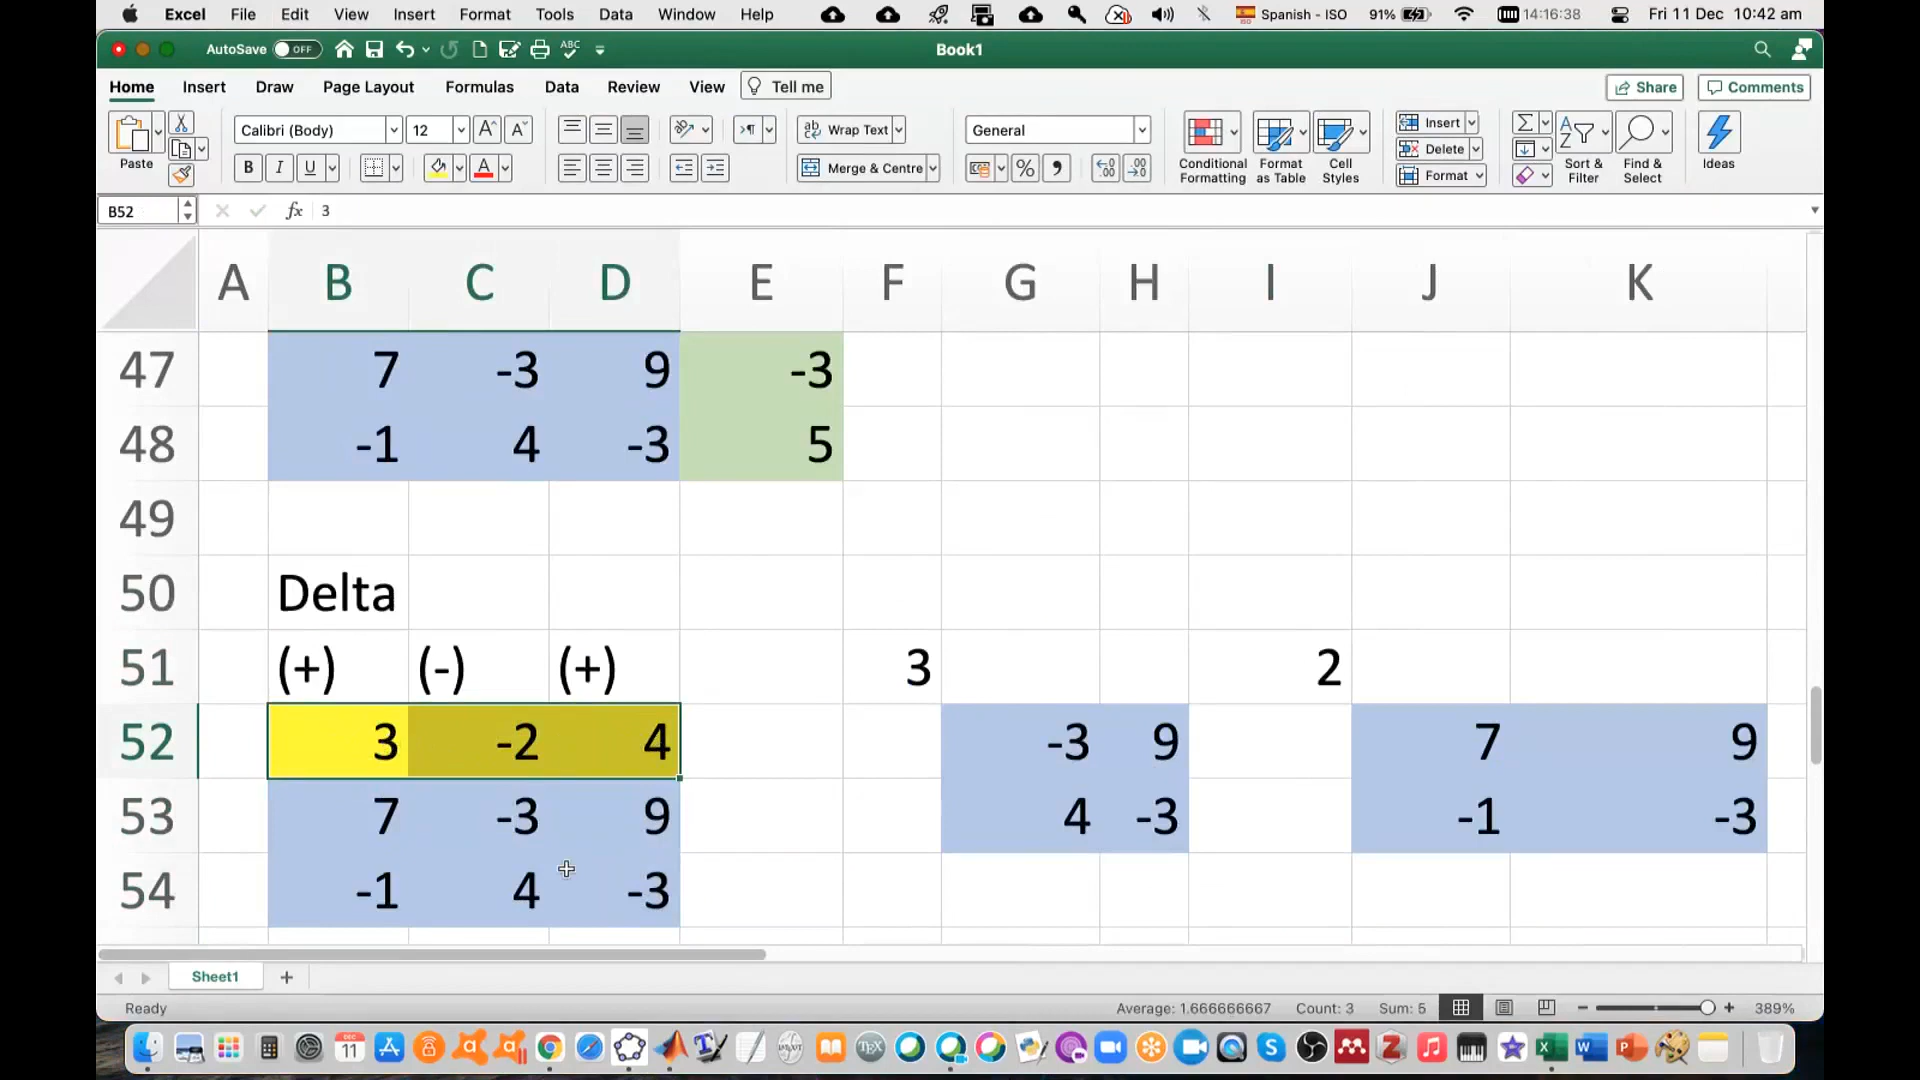 Excel File Edit View Insert Format Tools Data Window Help Spanish - ISO 91% 14:16:38 Fri 11 Dec 10:42 am
AutoSave OFF ABC Book1
Home Insert Draw Page Layout Formulas Data Review View Tell me Share Comments
Calibri (Body) 12 A A ab Wrap Text General Insert
Paste B I U A Merge & Centre % Conditional Formatting Format as Table Cell Styles Delete Format Sort & Filter Find & Select Ideas
B52 fx 3
A B C D E F G H I J K
47 7 -3 9 -3
48 -1 4 -3 5
49
50 Delta
51 (+) (-) (+) 3 2
52 3 -2 4 -3 9 7 9
53 7 -3 9 4 -3 -1 -3
54 -1 4 -3
Sheet1 +
Ready Average: 1.666666667 Count: 3 Sum: 5 389%
DEC 11 TEX